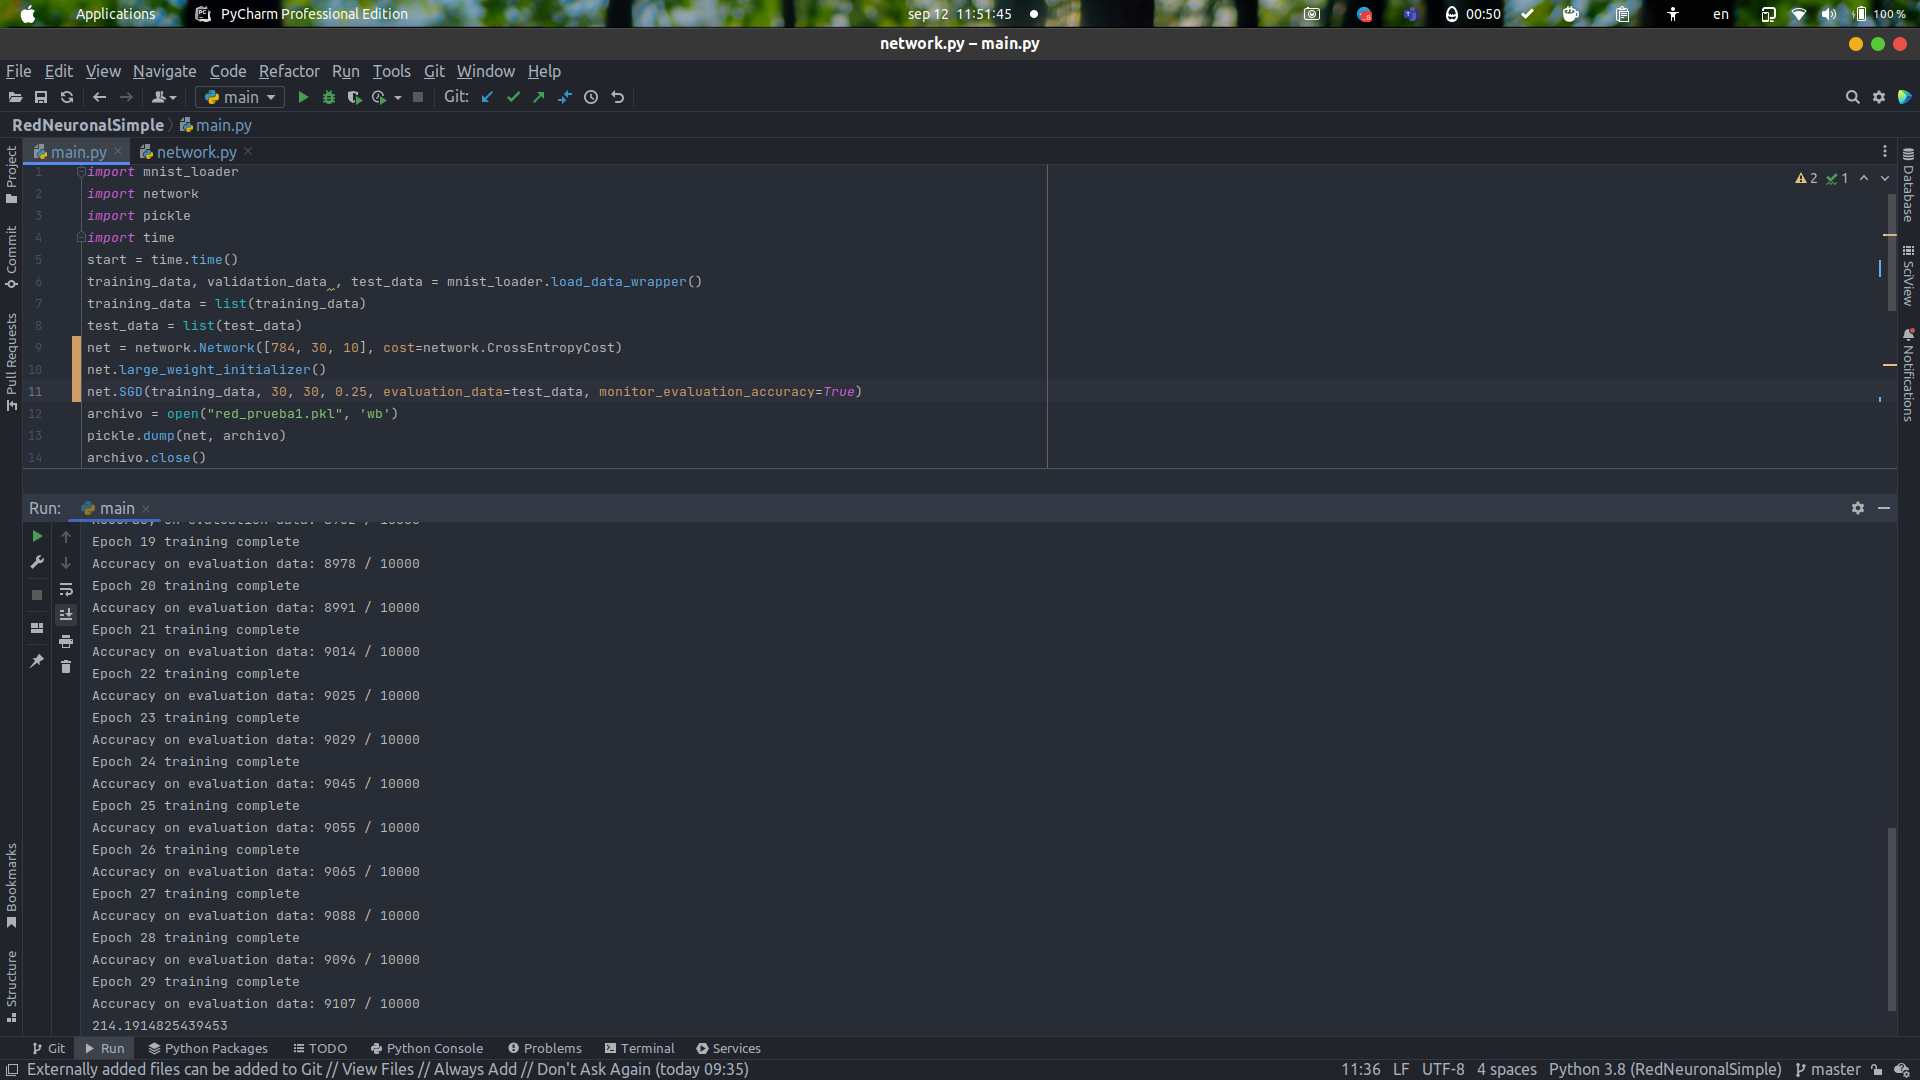 Applications PyCharm Professional Edition sep 12 11:51:45 00:50 en 100 %
network.py – main.py
File Edit View Navigate Code Refactor Run Tools Git Window Help
main Git:
RedNeuronalSimple main.py
main.py network.py
2 1
1 import mnist_loader
2 import network
3 import pickle
4 import time
5 start = time.time()
6 training_data, validation_data , test_data = mnist_loader.load_data_wrapper()
7 training_data = list(training_data)
8 test_data = list(test_data)
9 net = network.Network([784, 30, 10], cost=network.CrossEntropyCost)
10 net.large_weight_initializer()
11 net.SGD(training_data, 30, 30, 0.25, evaluation_data=test_data, monitor_evaluation_accuracy=True)
12 archivo = open("red_prueba1.pkl", 'wb')
13 pickle.dump(net, archivo)
14 archivo.close()
Project
Commit
Pull Requests
Bookmarks
Structure
Database
SciView
Notifications
Run: main
Accuracy on evaluation data: / 10000
Epoch 19 training complete
Accuracy on evaluation data: 8978 / 10000
Epoch 20 training complete
Accuracy on evaluation data: 8991 / 10000
Epoch 21 training complete
Accuracy on evaluation data: 9014 / 10000
Epoch 22 training complete
Accuracy on evaluation data: 9025 / 10000
Epoch 23 training complete
Accuracy on evaluation data: 9029 / 10000
Epoch 24 training complete
Accuracy on evaluation data: 9045 / 10000
Epoch 25 training complete
Accuracy on evaluation data: 9055 / 10000
Epoch 26 training complete
Accuracy on evaluation data: 9065 / 10000
Epoch 27 training complete
Accuracy on evaluation data: 9088 / 10000
Epoch 28 training complete
Accuracy on evaluation data: 9096 / 10000
Epoch 29 training complete
Accuracy on evaluation data: 9107 / 10000
214.1914825439453
Git Run Python Packages TODO Python Console Problems Terminal Services
Externally added files can be added to Git // View Files // Always Add // Don't Ask Again (today 09:35) 11:36 LF UTF-8 4 spaces Python 3.8 (RedNeuronalSimple) master